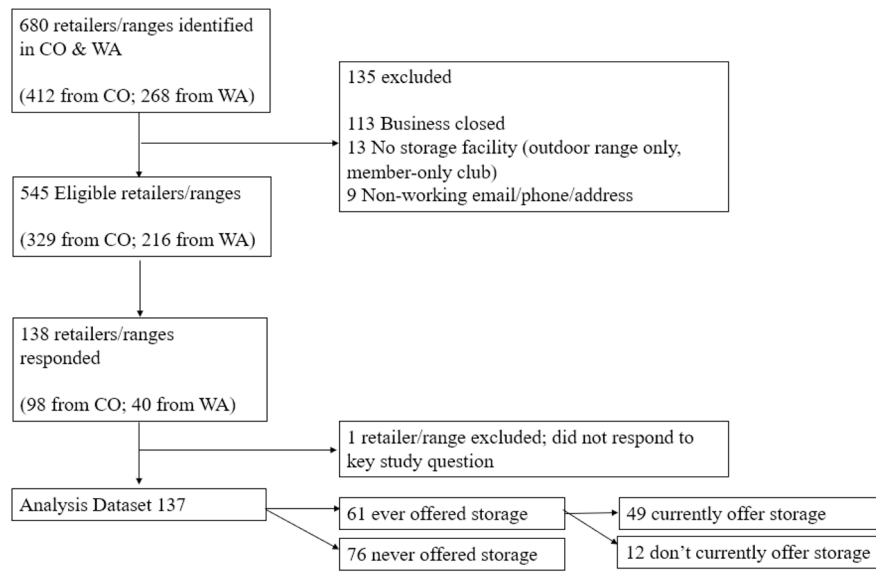 680 retailers/ranges identified
in CO & WA
(412 from CO; 268 from WA)
135 excluded
113 Business closed
13 No storage facility (outdoor range only,
member-only club)
9 Non-working email/phone/address
545 Eligible retailers/ranges
(329 from CO; 216 from WA)
138 retailers/ranges
responded
(98 from CO; 40 from WA)
1 retailer/range excluded; did not respond to
key study question
Analysis Dataset 137
61 ever offered storage
49 currently offer storage
76 never offered storage
12 don’t currently offer storage